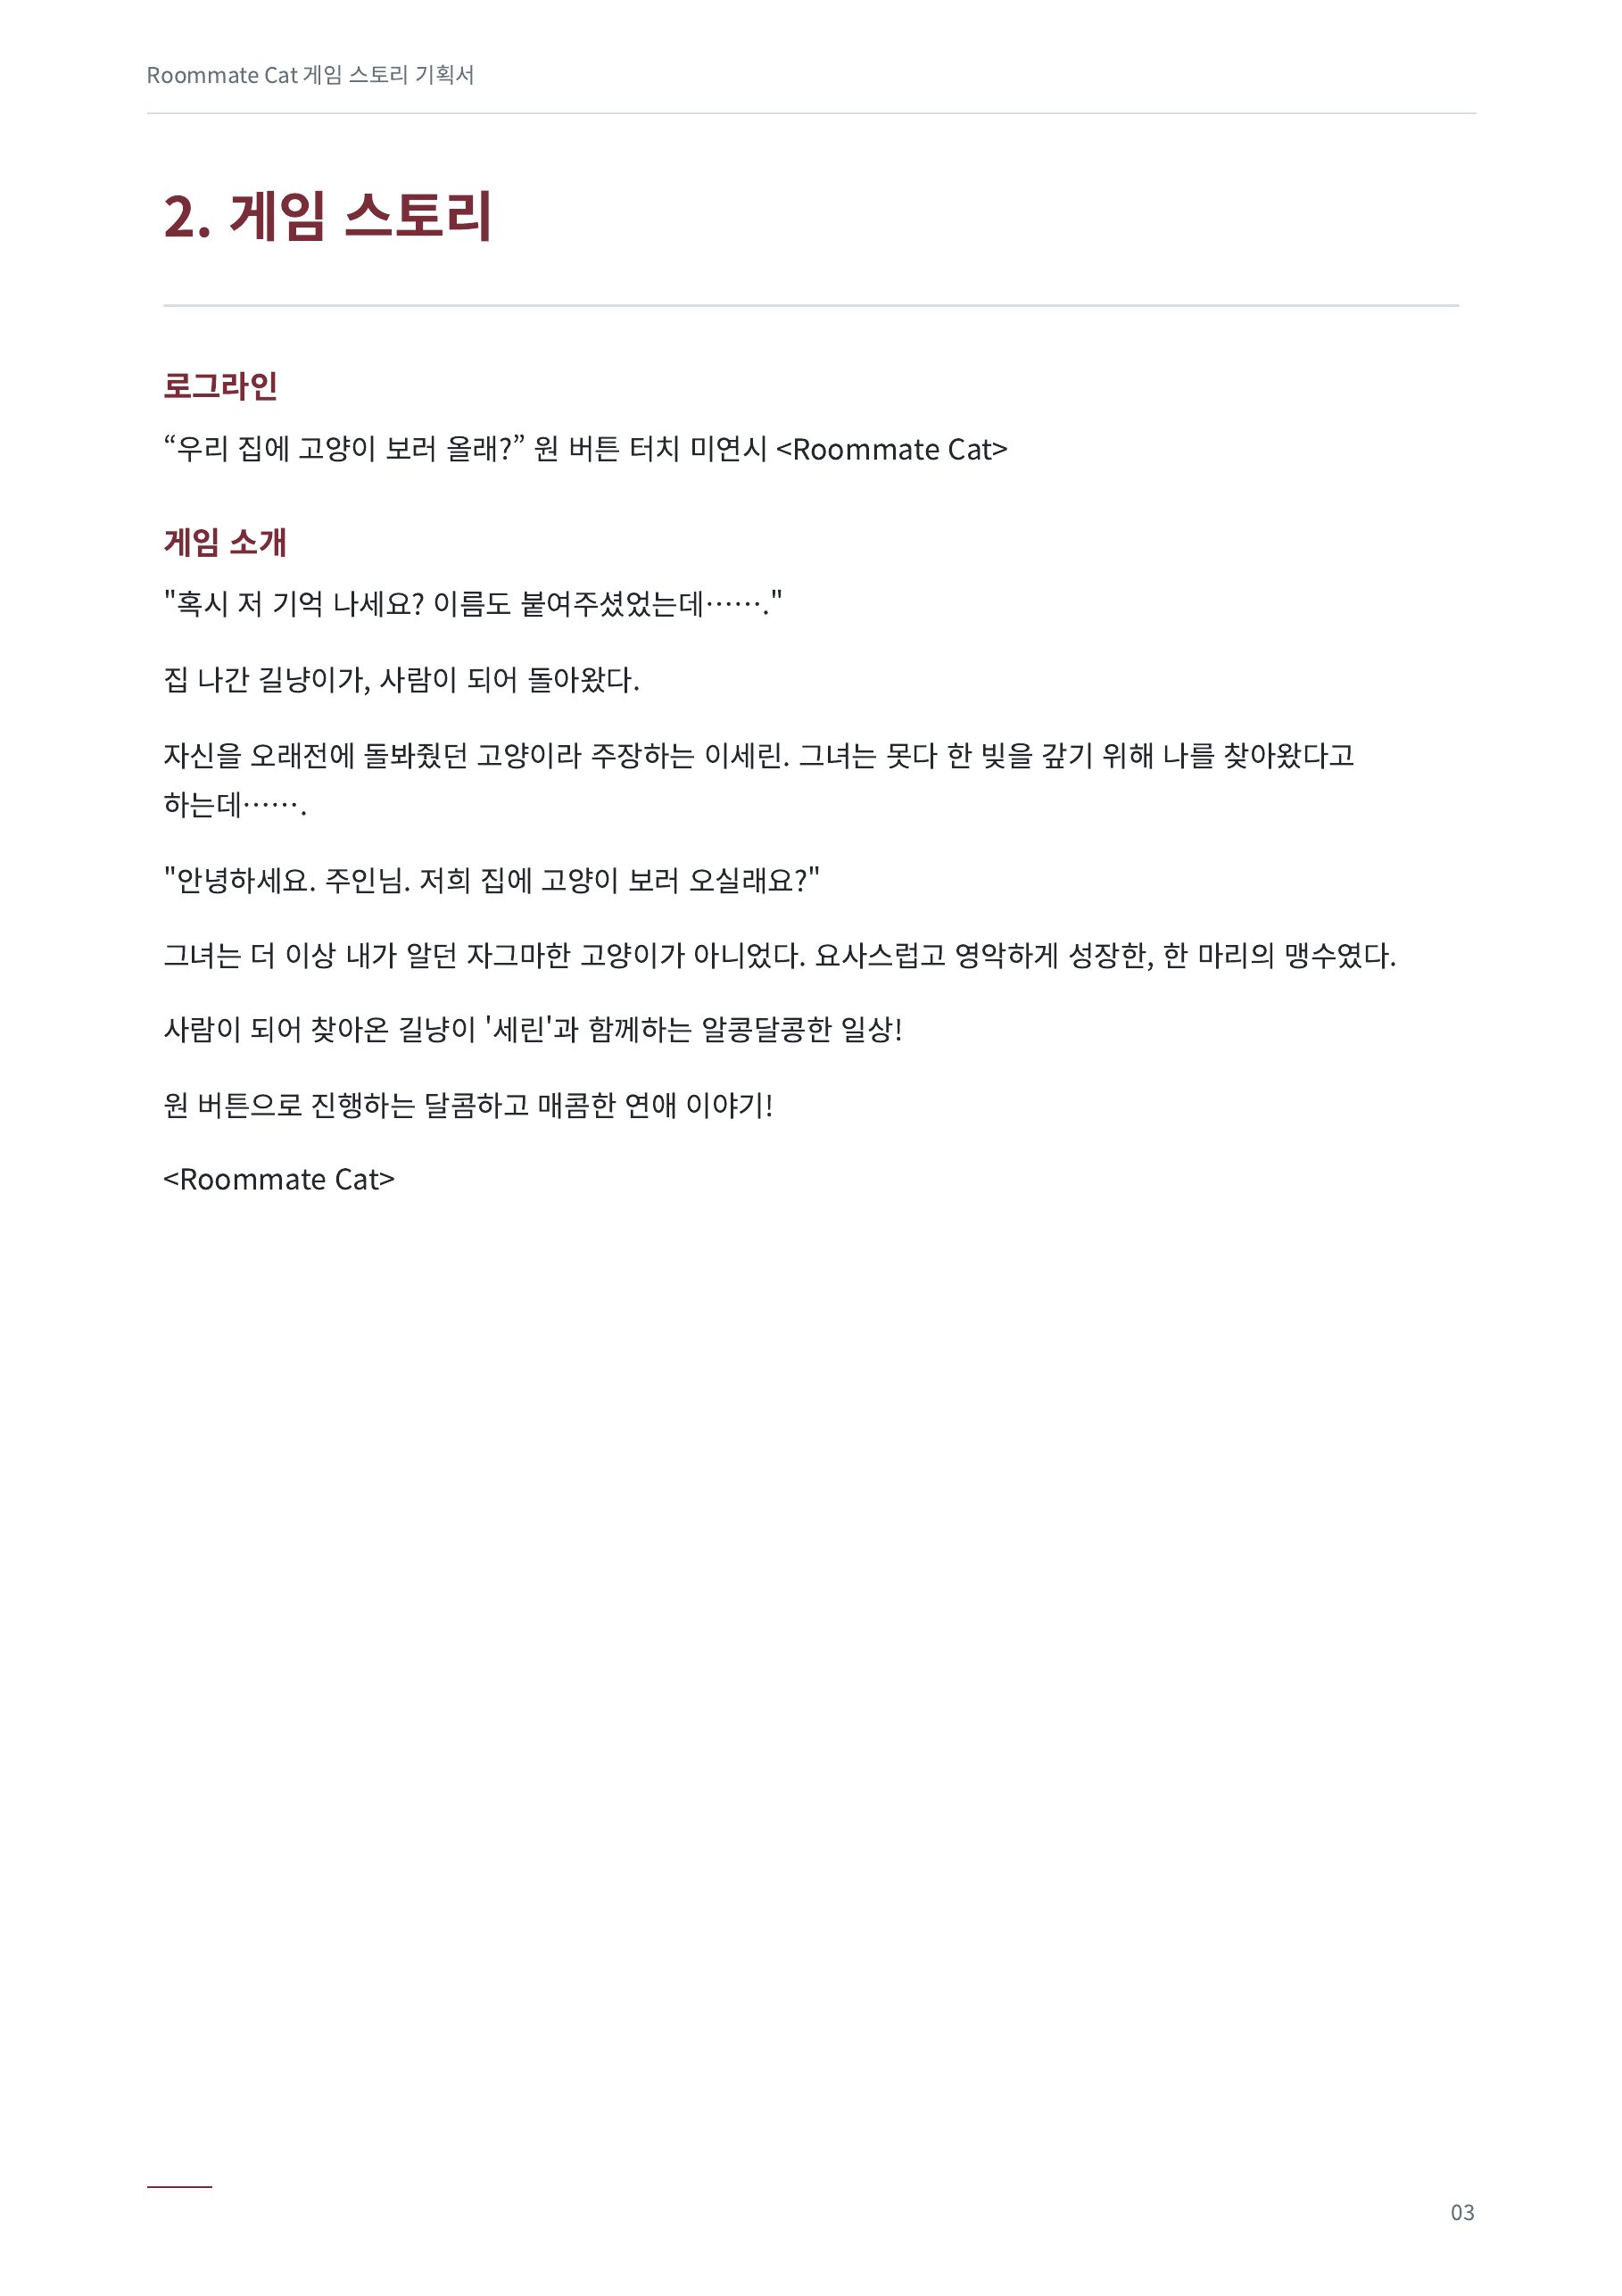 Roommate Cat 게임 스토리 기획서
2. 게임 스토리
로그라인
“우리 집에 고양이 보러 올래?” 원 버튼 터치 미연시 <Roommate Cat>
게임 소개
"혹시 저 기억 나세요? 이름도 붙여주셨었는데……."
집 나간 길냥이가, 사람이 되어 돌아왔다.
자신을 오래전에 돌봐줬던 고양이라 주장하는 이세린. 그녀는 못다 한 빚을 갚기 위해 나를 찾아왔다고
하는데…….
"안녕하세요. 주인님. 저희 집에 고양이 보러 오실래요?"
그녀는 더 이상 내가 알던 자그마한 고양이가 아니었다. 요사스럽고 영악하게 성장한, 한 마리의 맹수였다.
사람이 되어 찾아온 길냥이 '세린'과 함께하는 알콩달콩한 일상!
원 버튼으로 진행하는 달콤하고 매콤한 연애 이야기!
<Roommate Cat>
03